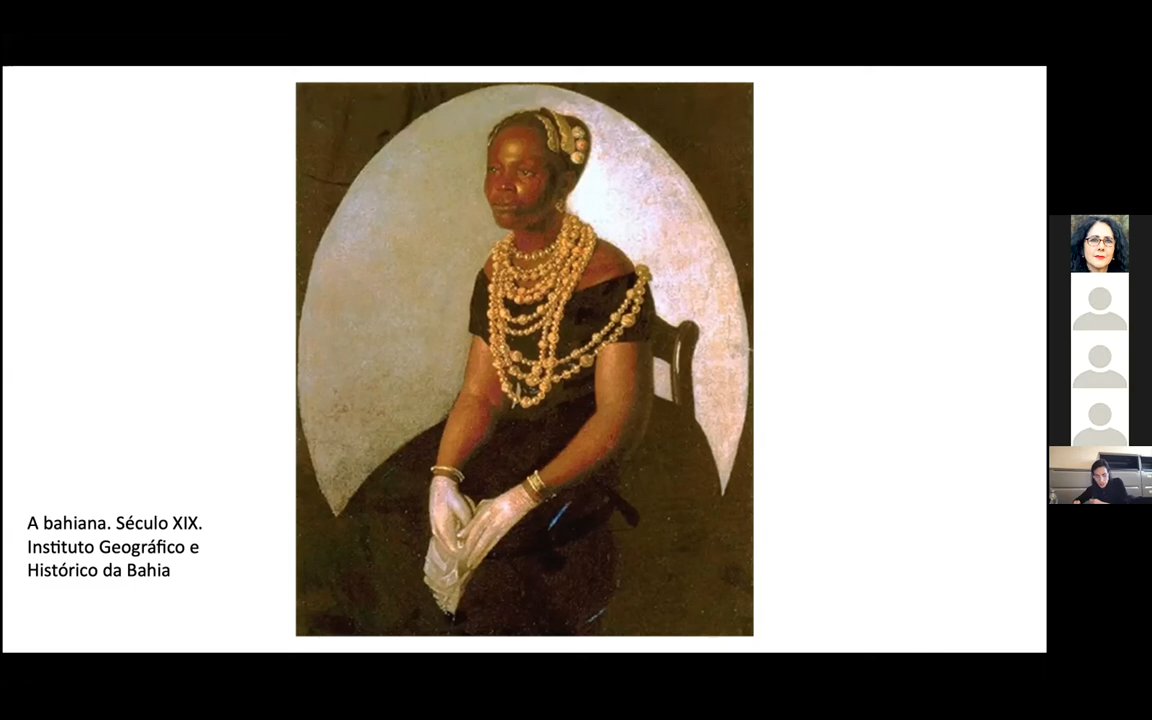 A bahiana. Século XIX.
Instituto Geográfico e
Histórico da Bahia